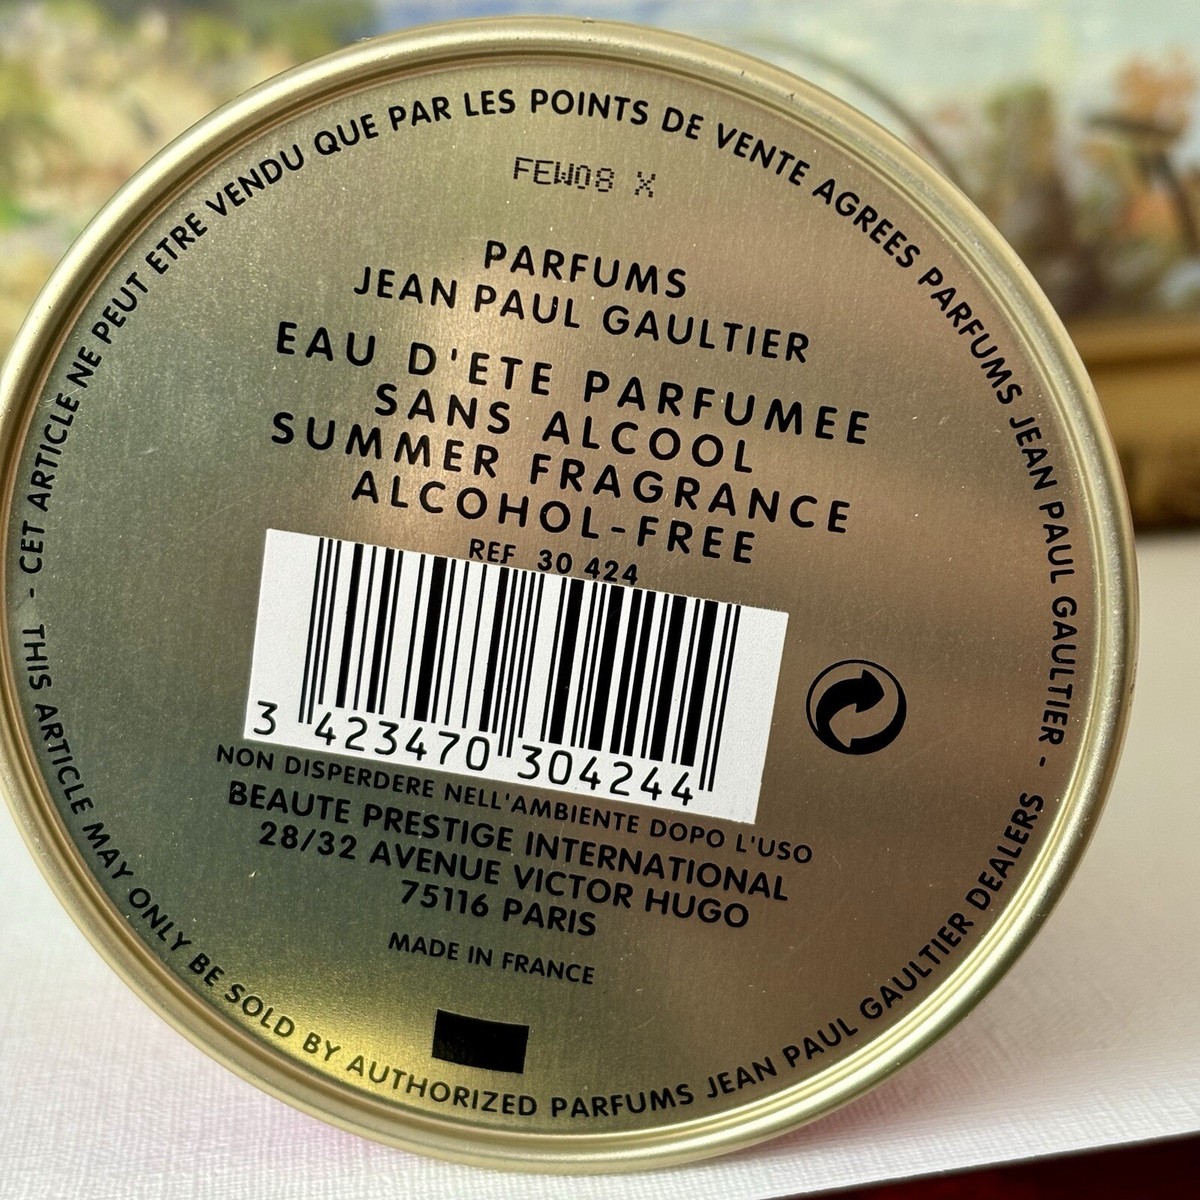 - CET ARTICLE NE PEUT ETRE VENDU QUE PAR LES POINTS DE VENTE AGREES PARFUMS JEAN PAUL GAULTIER -
FEW08 X
PARFUMS
JEAN PAUL GAULTIER
EAU D'ETE PARFUMEE
SANS ALCOOL
SUMMER FRAGRANCE
ALCOHOL-FREE
REF 30 424
3 423470 304244
NON DISPERDERE NELL'AMBIENTE DOPO L'USO
BEAUTE PRESTIGE INTERNATIONAL
28/32 AVENUE VICTOR HUGO
75116 PARIS
MADE IN FRANCE
THIS ARTICLE MAY ONLY BE SOLD BY AUTHORIZED PARFUMS JEAN PAUL GAULTIER DEALERS